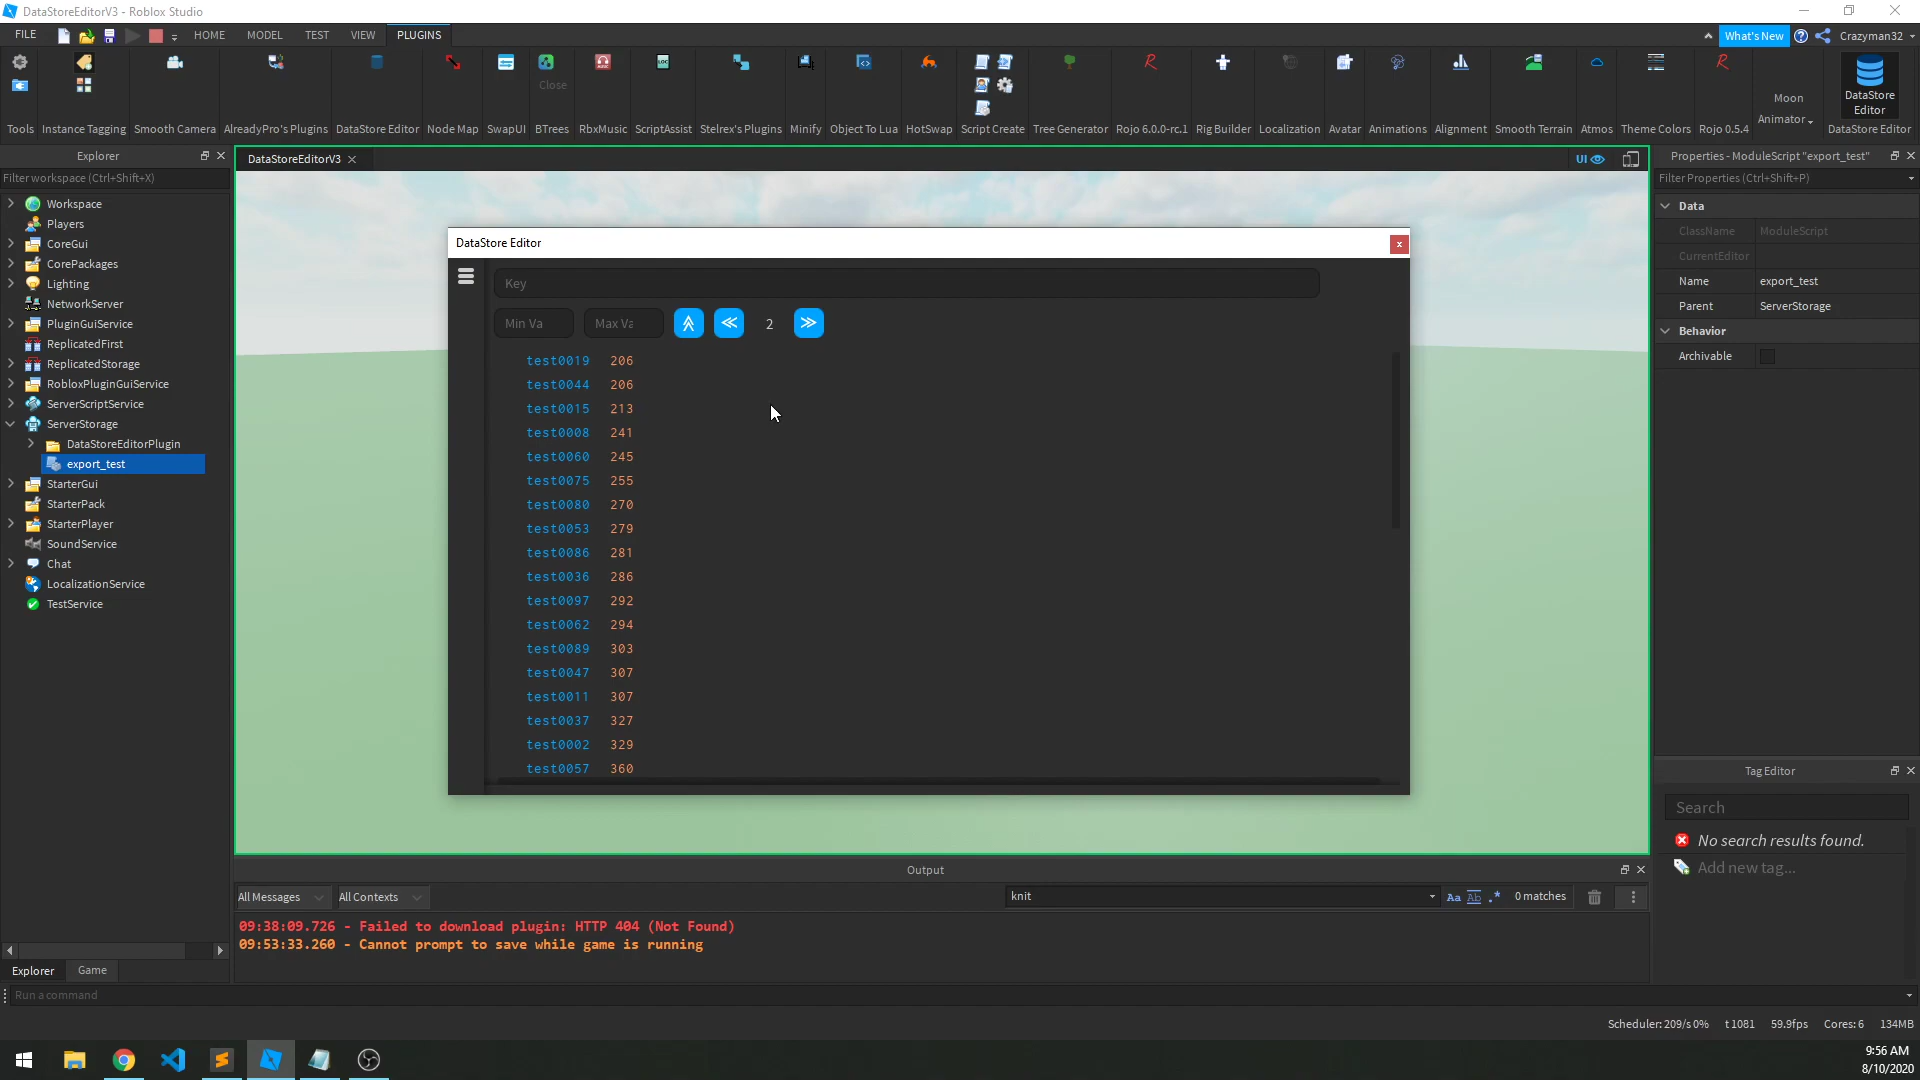 DataStoreEditorV3 - Roblox Studio
FILE
HOME
MODEL
TEST
VIEW
PLUGINS
What's New
Crazyman32
Close
Moon
Animator
DataStore
Editor
Tools
Instance Tagging
Smooth Camera
AlreadyPro's Plugins
DataStore Editor
Node Map
SwapUI
BTrees
RbxMusic
ScriptAssist
Stelrex's Plugins
Minify
Object To Lua
HotSwap
Script Create
Tree Generator
Rojo 6.0.0-rc.1
Rig Builder
Localization
Avatar
Animations
Alignment
Smooth Terrain
Atmos
Theme Colors
Rojo 0.5.4
DataStore Editor
Explorer
Filter workspace (Ctrl+Shift+X)
Workspace
Players
CoreGui
CorePackages
Lighting
NetworkServer
PluginGuiService
ReplicatedFirst
ReplicatedStorage
RobloxPluginGuiService
ServerScriptService
ServerStorage
DataStoreEditorPlugin
export_test
StarterGui
StarterPack
StarterPlayer
SoundService
Chat
LocalizationService
TestService
Explorer
Game
DataStoreEditorV3
UI
DataStore Editor
Key
Min Va
Max Va
2
test0019 206
test0044 206
test0015 213
test0008 241
test0060 245
test0075 255
test0080 270
test0053 279
test0086 281
test0036 286
test0097 292
test0062 294
test0089 303
test0047 307
test0011 307
test0037 327
test0002 329
test0057 360
Properties - ModuleScript "export_test"
Filter Properties (Ctrl+Shift+P)
Data
ClassName ModuleScript
CurrentEditor
Name export_test
Parent ServerStorage
Behavior
Archivable
Tag Editor
Search
No search results found.
Add new tag...
Output
All Messages
All Contexts
knit
Aa Ab .*
0 matches
09:38:09.726 - Failed to download plugin: HTTP 404 (Not Found)
09:53:33.260 - Cannot prompt to save while game is running
Run a command
Scheduler: 209/s 0%
t 1081
59.9fps
Cores: 6
134MB
9:56 AM
8/10/2020